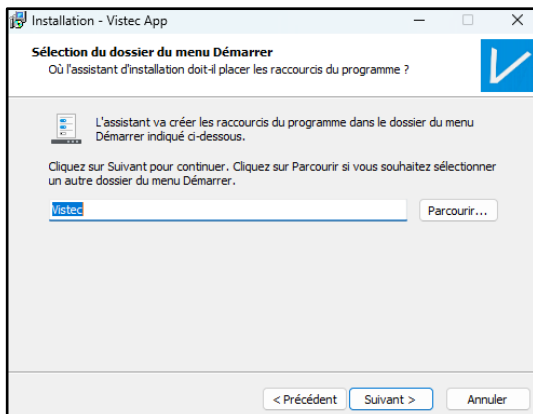 Installation - Vistec App
Sélection du dossier du menu Démarrer
Où l'assistant d'installation doit-il placer les raccourcis du programme ?
L'assistant va créer les raccourcis du programme dans le dossier du menu
Démarrer indiqué ci-dessous.
Cliquez sur Suivant pour continuer. Cliquez sur Parcourir si vous souhaitez sélectionner
un autre dossier du menu Démarrer.
Vistec
Parcourir...
< Précédent
Suivant >
Annuler